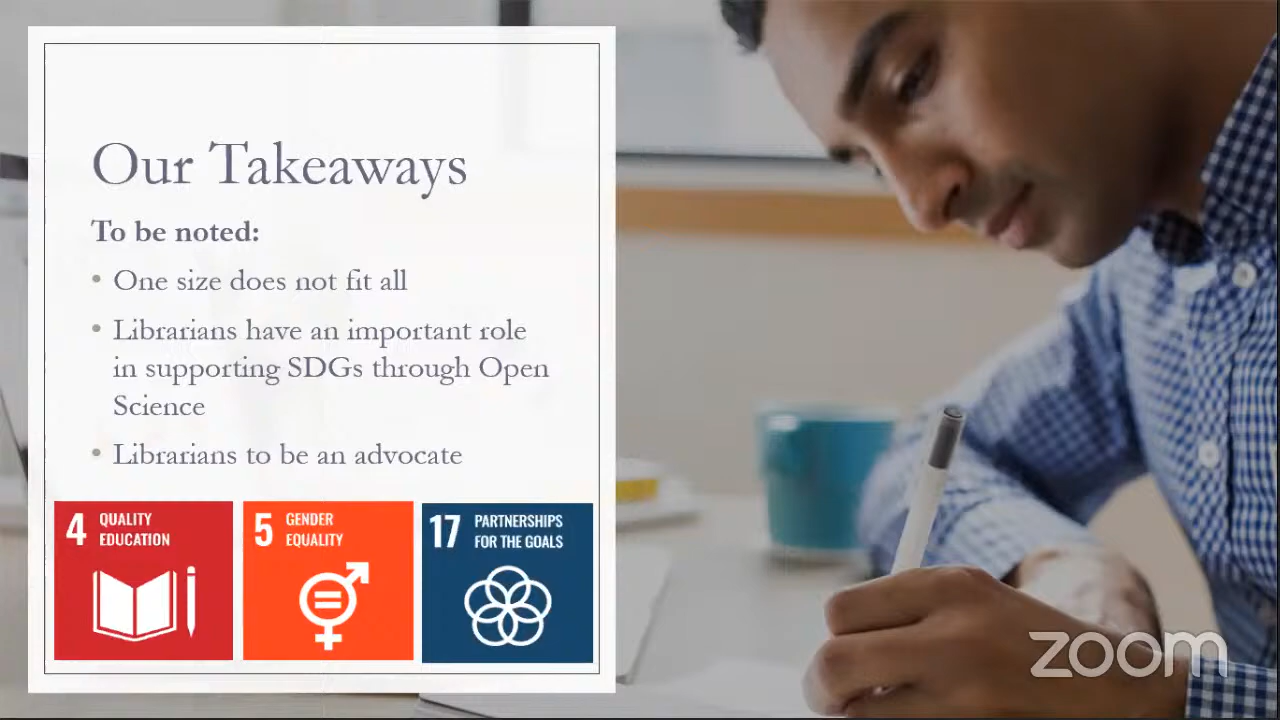 Our Takeaways
To be noted:
• One size does not fit all
• Librarians have an important role
in supporting SDGs through Open
Science
• Librarians to be an advocate
4 QUALITY
EDUCATION
5 GENDER
EQUALITY
17 PARTNERSHIPS
FOR THE GOALS
zoom